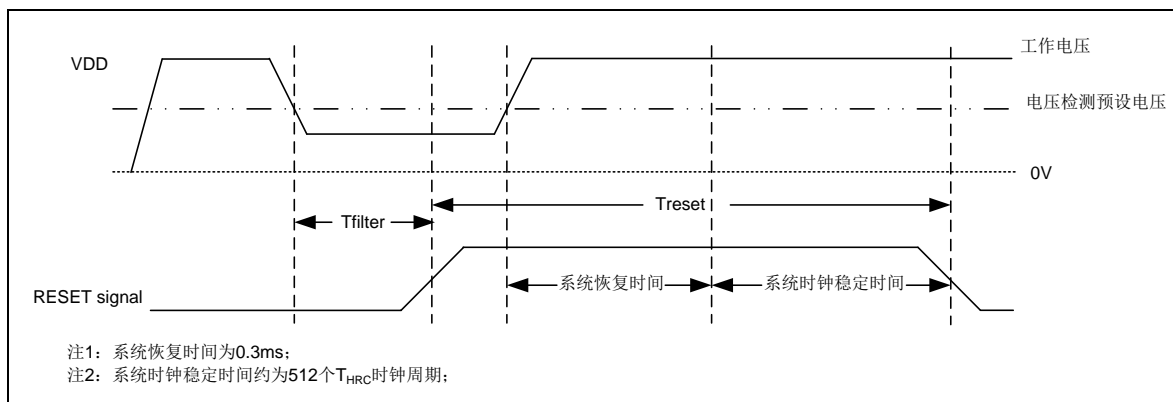 工作电压
VDD
电压检测预设电压
0V
Treset
Tfilter
系统恢复时间
系统时钟稳定时间
RESET signal
注1：系统恢复时间为0.3ms；
注2：系统时钟稳定时间约为512个THRC时钟周期；